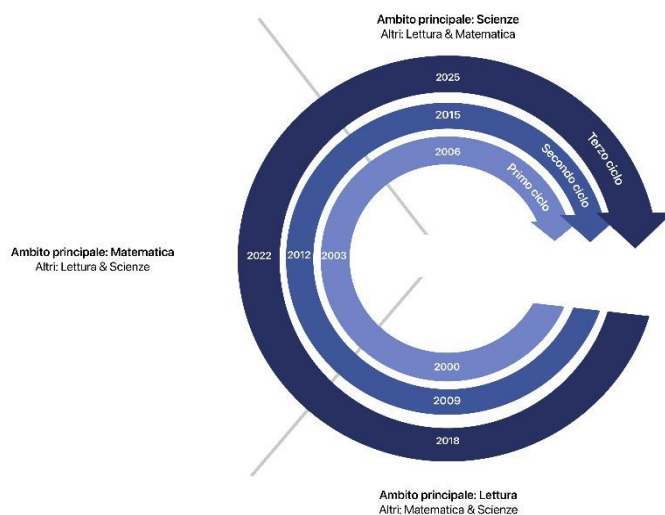 Ambito principale: Scienze
Altri: Lettura & Matematica
2025
2015
2006
Primo ciclo
Secondo ciclo
Terzo ciclo
Ambito principale: Matematica
Altri: Lettura & Scienze
2022
2012
2003
2000
2009
2018
Ambito principale: Lettura
Altri: Matematica & Scienze